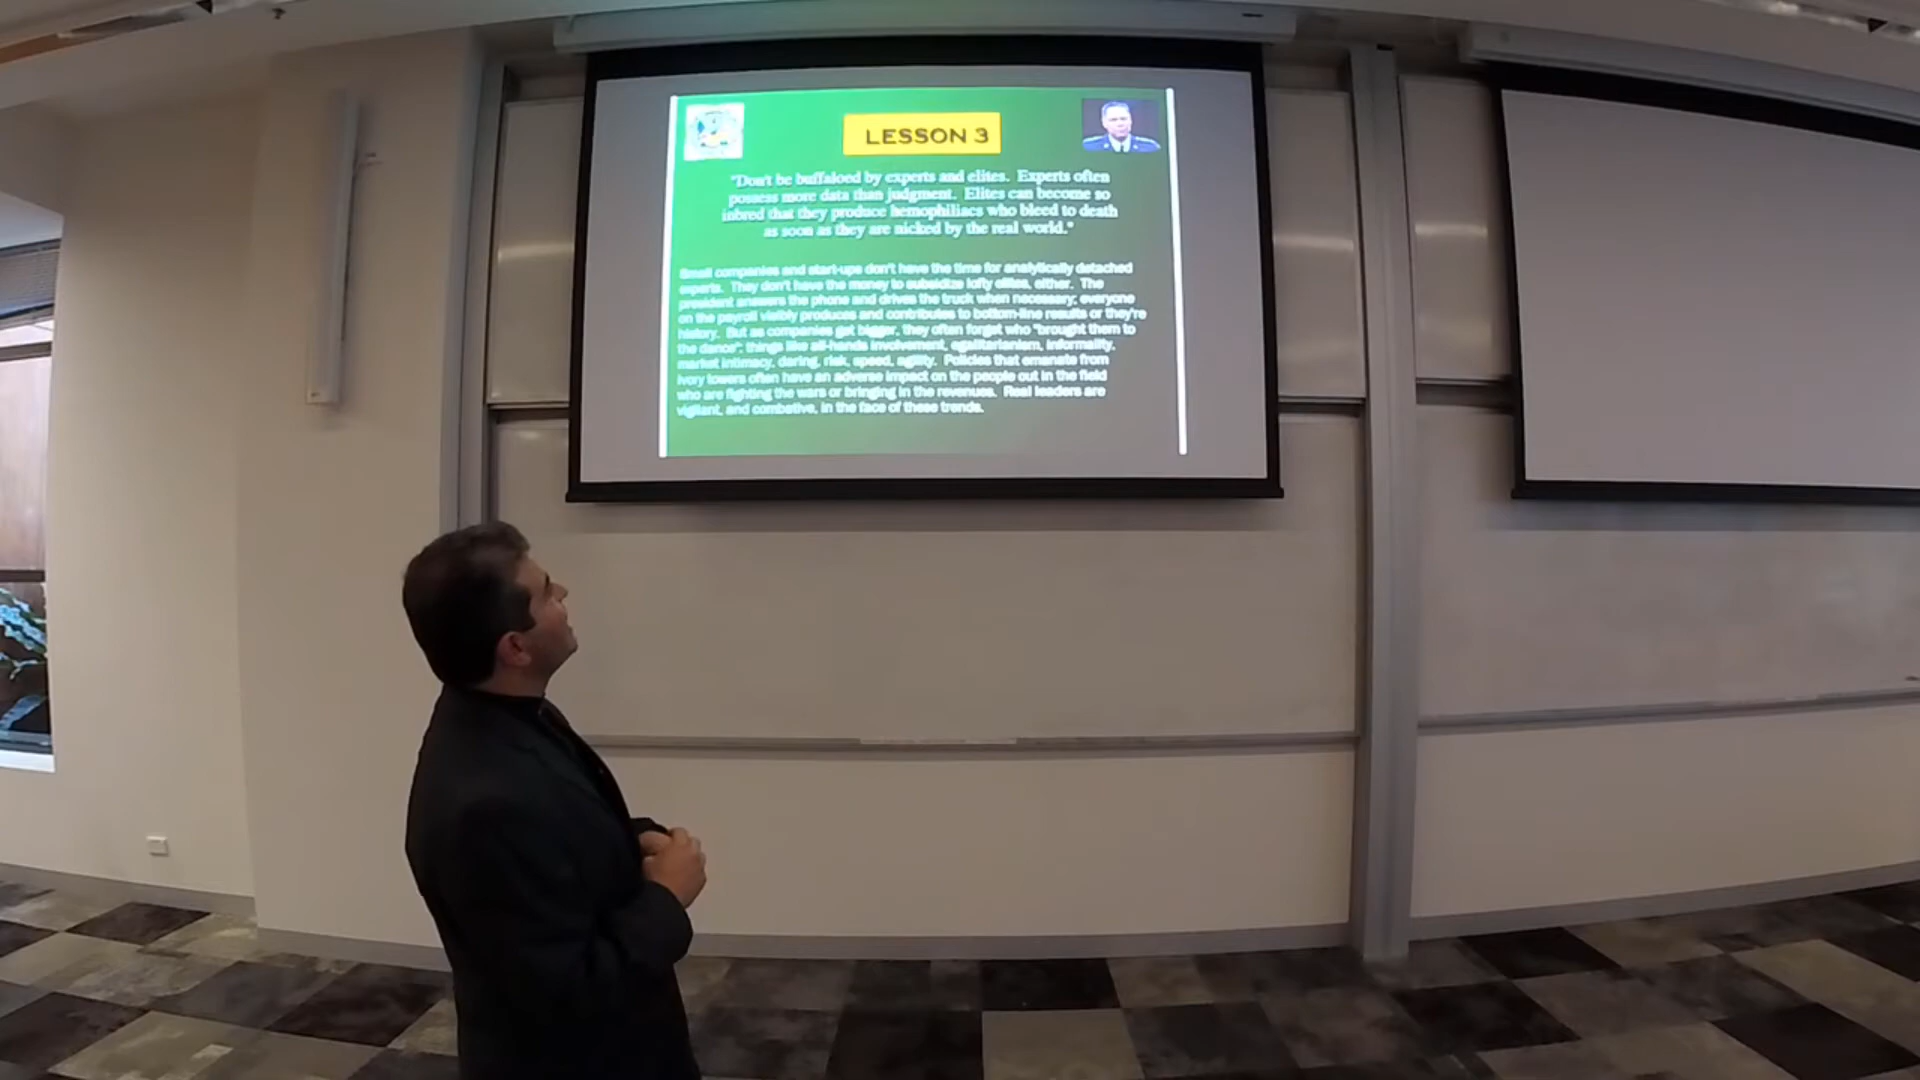 LESSON 3
"Don't be buffaloed by experts and elites. Experts often
possess more data than judgment. Elites can become so
inbred that they produce hemophiliacs who bleed to death
as soon as they are nicked by the real world."
Small companies and start-ups don't have the time for analytically detached
experts. They don't have the money to subsidize lofty elites, either. The
president answers the phone and drives the truck when necessary; everyone
on the payroll visibly produces and contributes to bottom-line results or they're
history. But as companies get bigger, they often forget who "brought them to
the dance": things like all-hands involvement, egalitarianism, informality,
market intimacy, daring, risk, speed, agility. Policies that emanate from
ivory towers often have an adverse impact on the people out in the field
who are fighting the wars or bringing in the revenues. Real leaders are
vigilant, and combative, in the face of these trends.